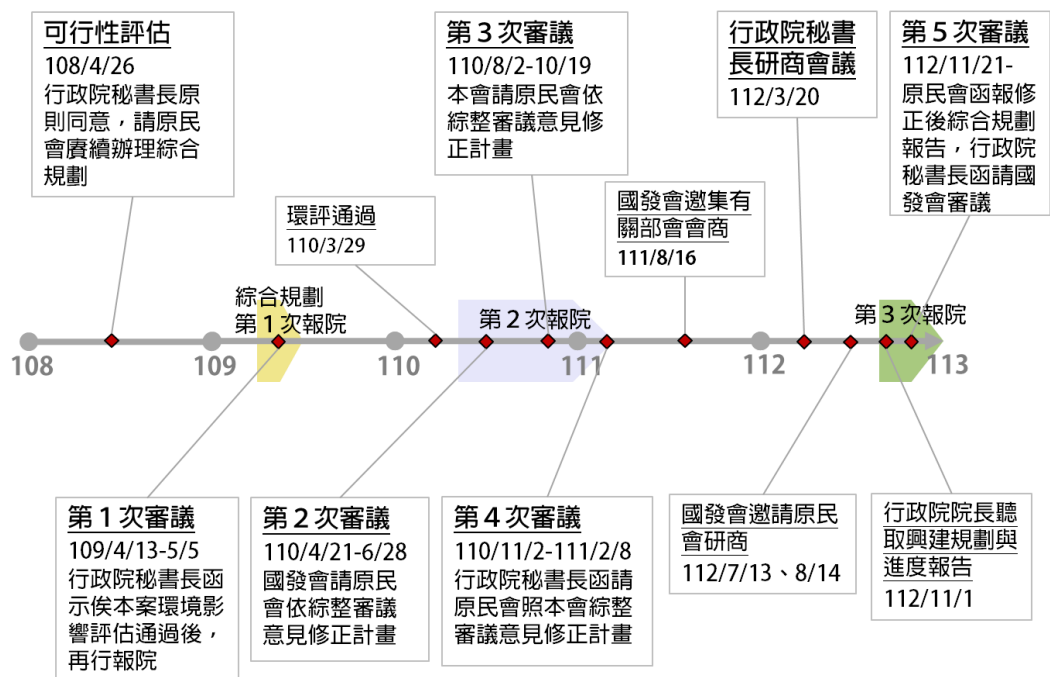 可行性評估
108/4/26
行政院秘書長原
則同意，請原民
會賡續辦理綜合
規劃
環評通過
110/3/29
第3次審議
110/8/2-10/19
本會請原民會依
綜整審議意見修
正計畫
國發會邀集有
關部會會商
111/8/16
行政院秘書
長研商會議
112/3/20
第5次審議
112/11/21-
原民會函報修
正後綜合規劃
報告，行政院
秘書長函請國
發會審議
綜合規劃
第1次報院
第2次報院
第3次報院
108
109
110
111
112
113
第1次審議
109/4/13-5/5
行政院秘書長函
示俟本案環境影
響評估通過後，
再行報院
第2次審議
110/4/21-6/28
國發會請原民
會依綜整審議
意見修正計畫
第4次審議
110/11/2-111/2/8
行政院秘書長函請
原民會照本會綜整
審議意見修正計畫
國發會邀請原民
會研商
112/7/13、8/14
行政院院長聽
取興建規劃與
進度報告
112/11/1